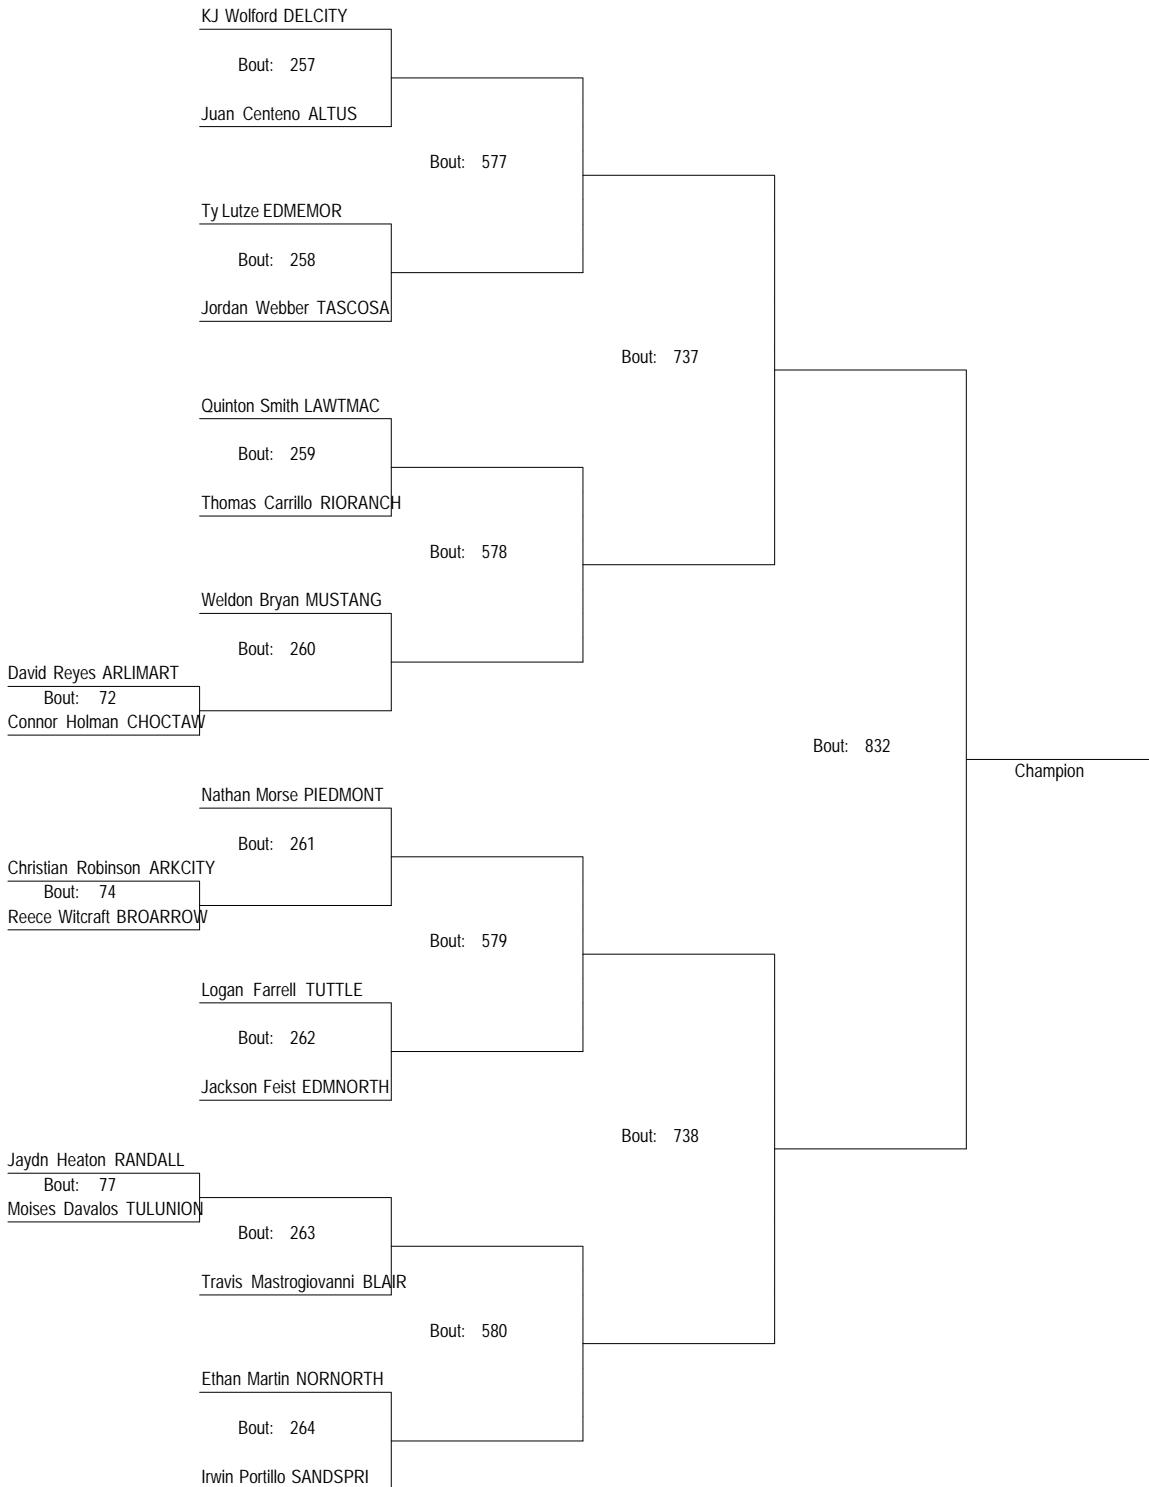 KJ Wolford DELCITY
Bout: 257
Juan Centeno ALTUS
Bout: 577
Ty Lutze EDMEMOR
Bout: 258
Jordan Webber TASCOSA
Bout: 737
Quinton Smith LAWTMAC
Bout: 259
Thomas Carrillo RIORANCH
Bout: 578
Weldon Bryan MUSTANG
Bout: 260
David Reyes ARLIMART
Bout: 72
Connor Holman CHOCTAW
Bout: 832
Champion
Nathan Morse PIEDMONT
Bout: 261
Christian Robinson ARKCITY
Bout: 74
Reece Witcraft BROARROW
Bout: 579
Logan Farrell TUTTLE
Bout: 262
Jackson Feist EDMNORTH
Bout: 738
Jaydn Heaton RANDALL
Bout: 77
Moises Davalos TULUNION
Bout: 263
Travis Mastrogiovanni BLAIR
Bout: 580
Ethan Martin NORNORTH
Bout: 264
Irwin Portillo SANDSPRI